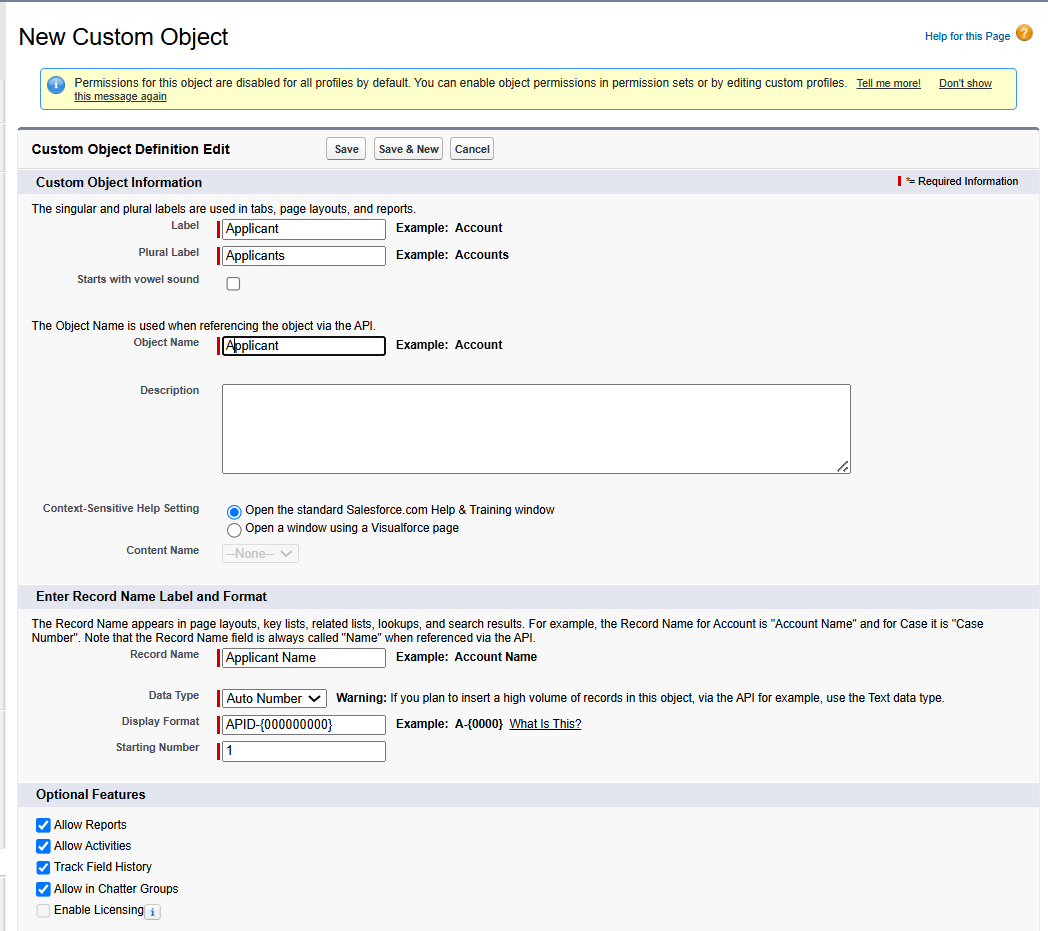 New Custom Object
Help for this Page ?
Permissions for this object are disabled for all profiles by default. You can enable object permissions in permission sets or by editing custom profiles. Tell me more! Don't show
this message again
Custom Object Definition Edit Save Save & New Cancel
Custom Object Information *= Required Information
The singular and plural labels are used in tabs, page layouts, and reports.
Label Applicant Example: Account
Plural Label Applicants Example: Accounts
Starts with vowel sound
The Object Name is used when referencing the object via the API.
Object Name Applicant Example: Account
Description
Context-Sensitive Help Setting Open the standard Salesforce.com Help & Training window
Open a window using a Visualforce page
Content Name --None--
Enter Record Name Label and Format
The Record Name appears in page layouts, key lists, related lists, lookups, and search results. For example, the Record Name for Account is "Account Name" and for Case it is "Case
Number". Note that the Record Name field is always called "Name" when referenced via the API.
Record Name Applicant Name Example: Account Name
Data Type Auto Number Warning: If you plan to insert a high volume of records in this object, via the API for example, use the Text data type.
Display Format APID-{000000000} Example: A-{0000} What Is This?
Starting Number 1
Optional Features
Allow Reports
Allow Activities
Track Field History
Allow in Chatter Groups
Enable Licensing i